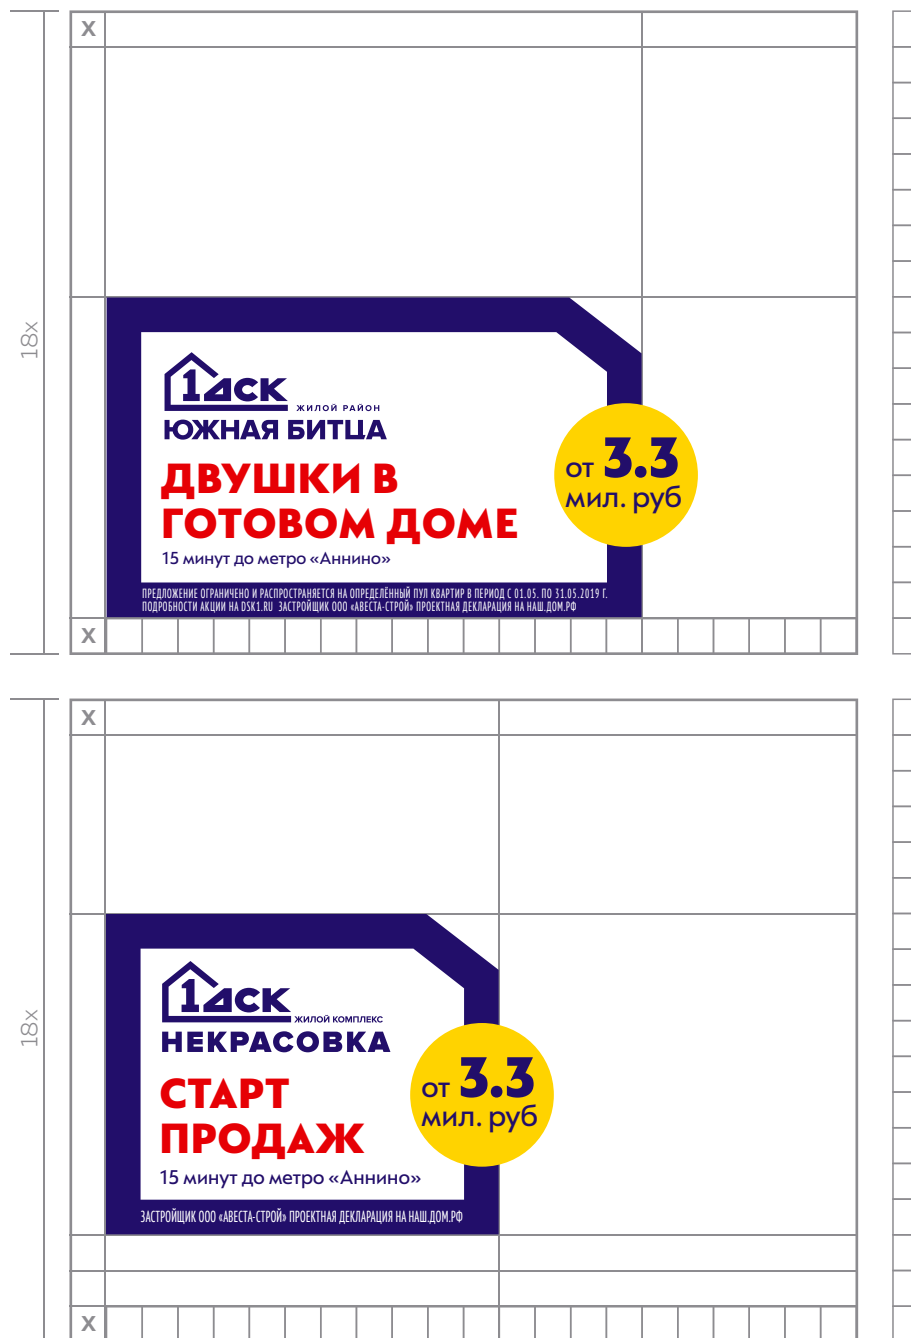 X
18x
1ДСК
ЖИЛОЙ РАЙОН
ЮЖНАЯ БИТЦА
ДВУШКИ В
ГОТОВОМ ДОМЕ
15 минут до метро «Аннино»
от 3.3
мил. руб
ПРЕДЛОЖЕНИЕ ОГРАНИЧЕНО И РАСПРОСТРАНЯЕТСЯ НА ОПРЕДЕЛЁННЫЙ ПУЛ КВАРТИР В ПЕРИОД С 01.05. ПО 31.05.2019 Г.
ПОДРОБНОСТИ АКЦИИ НА DSK1.RU ЗАСТРОЙЩИК ООО «АВЕСТА-СТРОЙ» ПРОЕКТНАЯ ДЕКЛАРАЦИЯ НА НАШ.ДОМ.РФ
X
X
18x
1ДСК
ЖИЛОЙ КОМПЛЕКС
НЕКРАСОВКА
СТАРТ
ПРОДАЖ
15 минут до метро «Аннино»
от 3.3
мил. руб
ЗАСТРОЙЩИК ООО «АВЕСТА-СТРОЙ» ПРОЕКТНАЯ ДЕКЛАРАЦИЯ НА НАШ.ДОМ.РФ
X